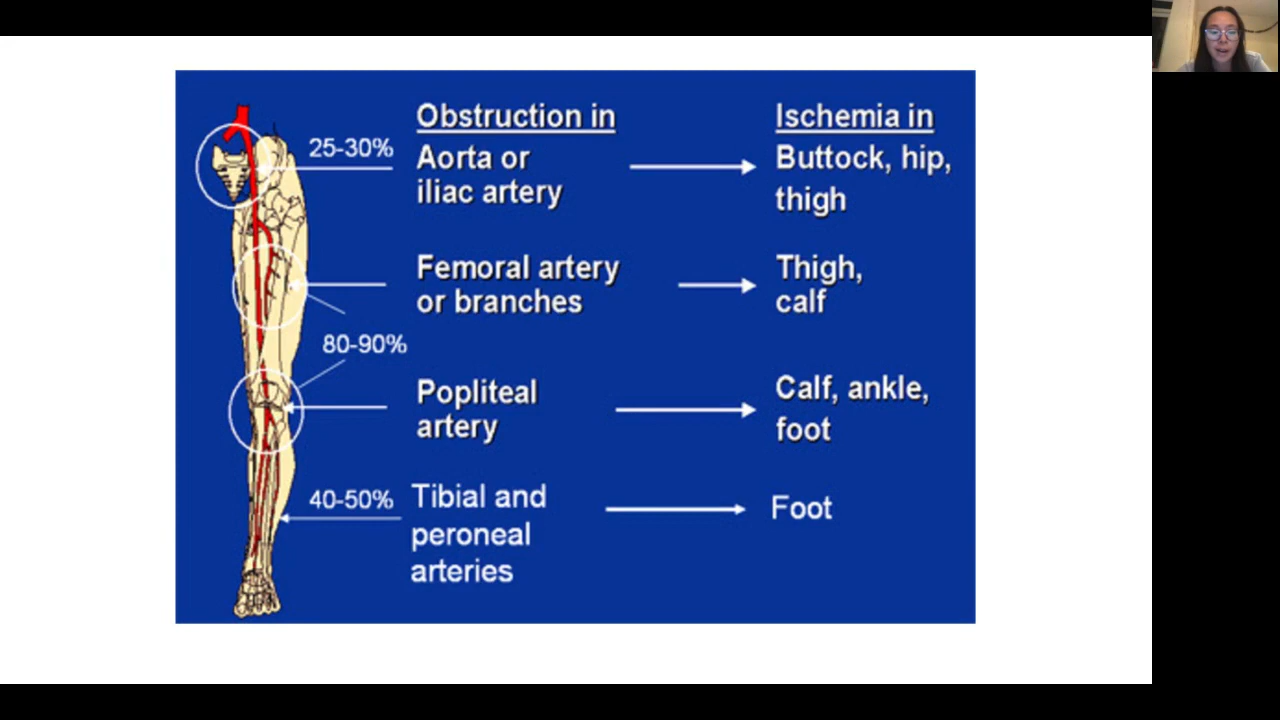 Obstruction in
Ischemia in
25-30%
Aorta or
iliac artery
Buttock, hip,
thigh
Femoral artery
or branches
Thigh,
calf
80-90%
Popliteal
artery
Calf, ankle,
foot
40-50%
Tibial and
peroneal
arteries
Foot